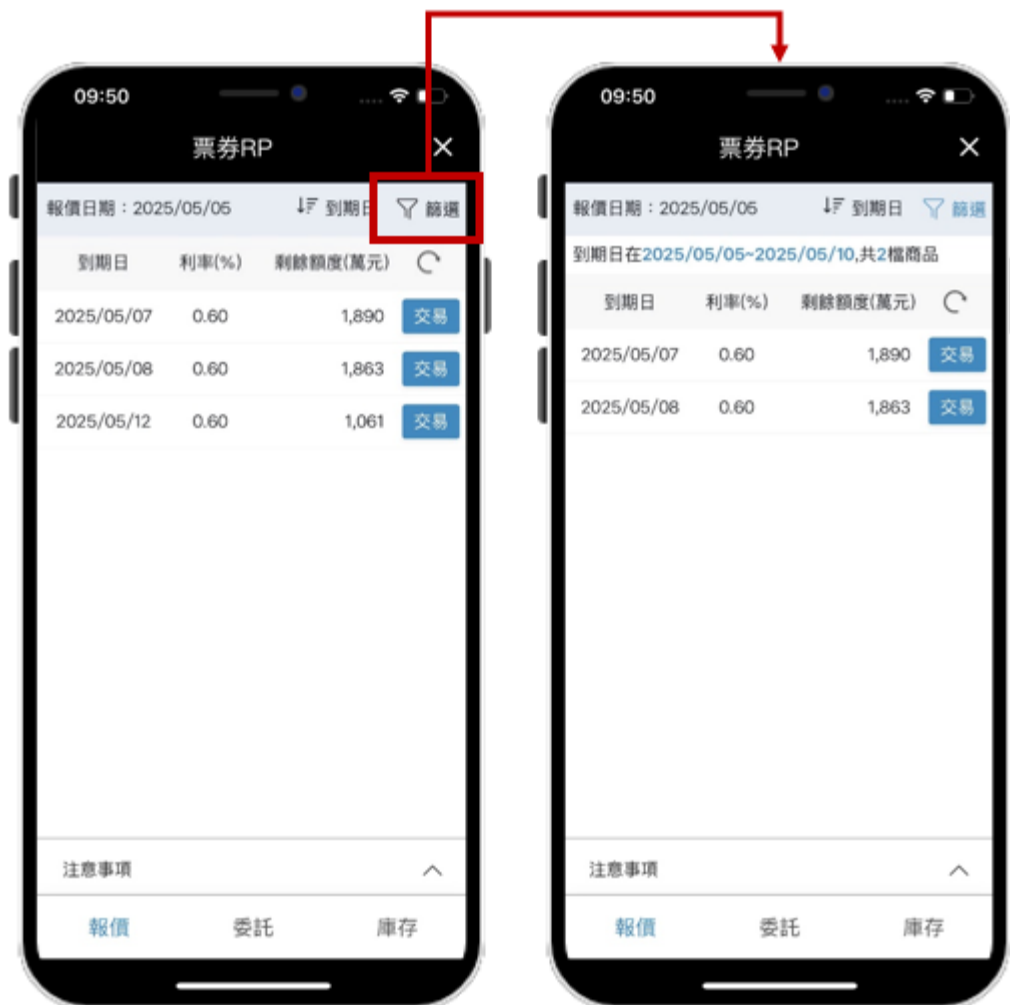 09:50
票券RP
報價日期：2025/05/05 到期日 篩選
到期日 利率(%) 剩餘額度(萬元)
2025/05/07 0.60 1,890 交易
2025/05/08 0.60 1,863 交易
2025/05/12 0.60 1,061 交易
注意事項
報價 委託 庫存
09:50
票券RP
報價日期：2025/05/05 到期日 篩選
到期日在2025/05/05~2025/05/10,共2檔商品
到期日 利率(%) 剩餘額度(萬元)
2025/05/07 0.60 1,890 交易
2025/05/08 0.60 1,863 交易
注意事項
報價 委託 庫存